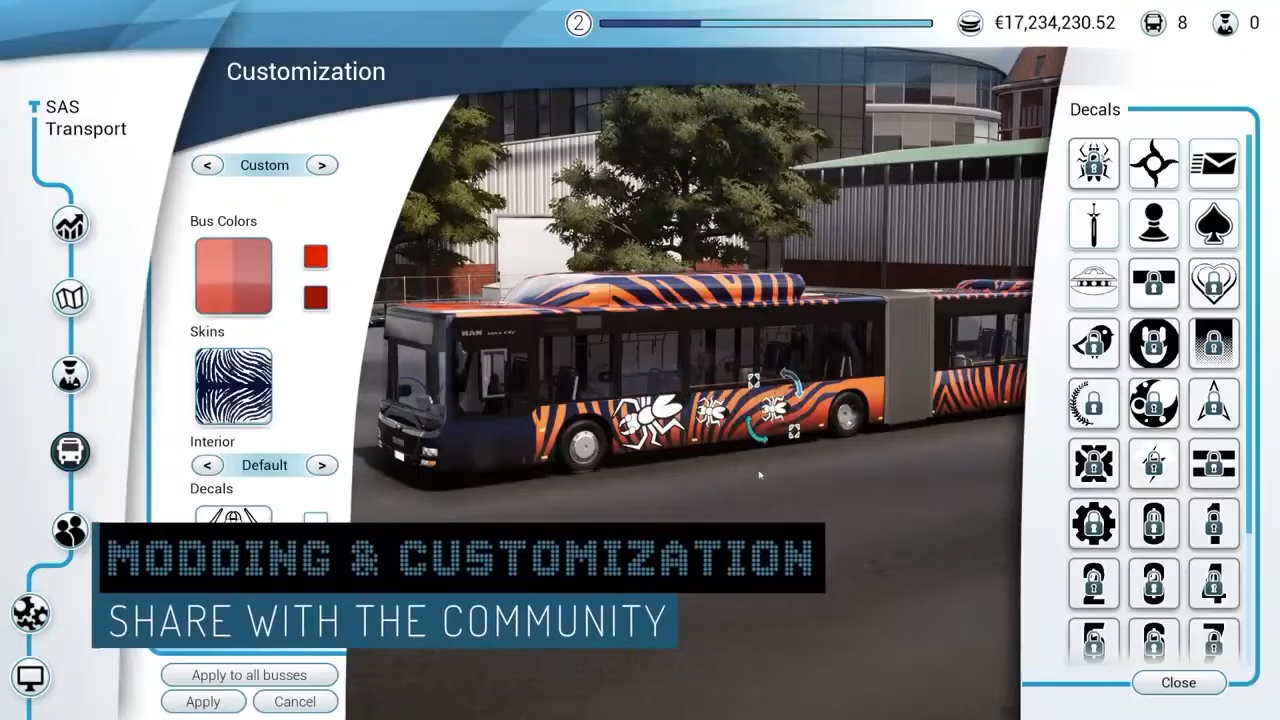 2
€17,234,230.52
8
0
Customization
SAS
Transport
Decals
<
Custom
>
Bus Colors
Skins
Interior
<
Default
>
Decals
MAN
MODDING & CUSTOMIZATION
SHARE WITH THE COMMUNITY
Apply to all busses
Apply
Cancel
Close